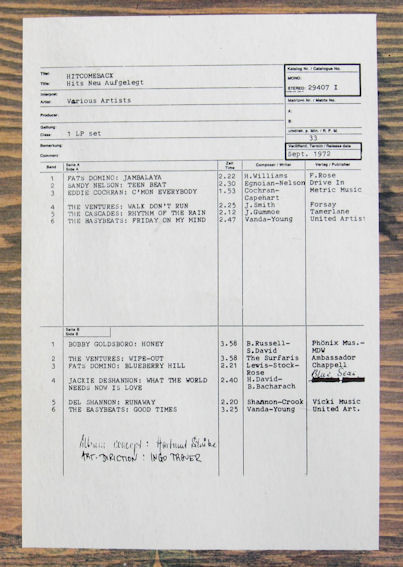 Titel:
Title: HITCOMEBACK
Hits Neu Aufgelegt
Katalog Nr. / Catalogue No.
MONO:
STEREO: 29407 I
Interpret:
Artist: Various Artists
Matrizen Nr. / Matrix No.
A:
B:
Producer:
Gattung:
Class: 1 LP set
Umdreh. p. Min. / R. P. M.
33
Bemerkung:
Comment:
Veröffentl. Termin / Release date
Sept. 1972
Band Seite A Zeit Composer / Writer Verlag / Publisher
Side A Time
1 FATS DOMINO: JAMBALAYA 2.22 H.Williams F.Rose
2 SANDY NELSON: TEEN BEAT 2.30 Egnoian-Nelson Drive In
3 EDDIE COCHRAN: C'MON EVERYBODY 1.53 Cochran- Metric Music
Capehart
4 THE VENTURES: WALK DON'T RUN 2.25 J.Smith Forsay
5 THE CASCADES: RHYTHM OF THE RAIN 2.12 J.Gummoe Tamerlane
6 THE EASYBEATS: FRIDAY ON MY MIND 2.47 Vanda-Young United Artist
Seite B
Side B
1 BOBBY GOLDSBORO: HONEY 3.58 B.Russell- Phönix Mus.-
S.David MDW
2 THE VENTURES: WIPE-OUT 3.58 The Surfaris Ambassador
3 FATS DOMINO: BLUEBERRY HILL 2.21 Lewis-Stock- Chappell
Rose
4 JACKIE DESHANNON: WHAT THE WORLD 2.40 H.David- Blue Seas
NEEDS NOW IS LOVE B.Bacharach
5 DEL SHANNON: RUNAWAY 2.20 Shannon-Crook Vicki Music
6 THE EASYBEATS: GOOD TIMES 3.25 Vanda-Young United Art.
Album concept: Hartmut
ART-DIRECTION: INGO